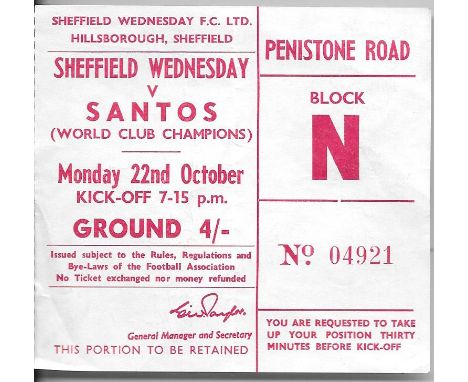 SHEFFIELD WEDNESDAY F.C. LTD.
HILLSBOROUGH, SHEFFIELD
SHEFFIELD WEDNESDAY
V
SANTOS
(WORLD CLUB CHAMPIONS)
Monday 22nd October
KICK-OFF 7-15 p.m.
GROUND 4/-
Issued subject to the Rules, Regulations and
Bye-Laws of the Football Association
No Ticket exchanged nor money refunded
General Manager and Secretary
THIS PORTION TO BE RETAINED
PENISTONE ROAD
BLOCK
N
No 04921
YOU ARE REQUESTED TO TAKE
UP YOUR POSITION THIRTY
MINUTES BEFORE KICK-OFF